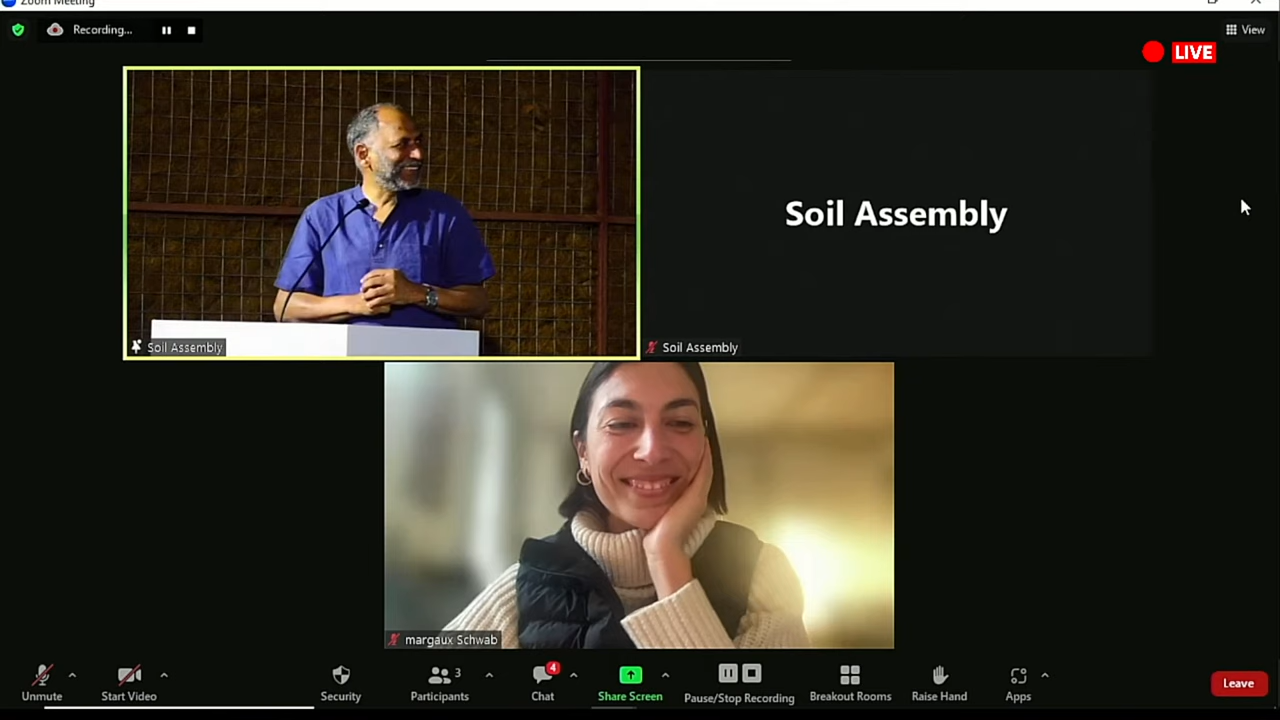 Zoom Meeting
Recording...
View
LIVE
Soil Assembly
Soil Assembly
Soil Assembly
margaux Schwab
Unmute
Start Video
Security
Participants
3
Chat
4
Share Screen
Pause/Stop Recording
Breakout Rooms
Raise Hand
Apps
Leave